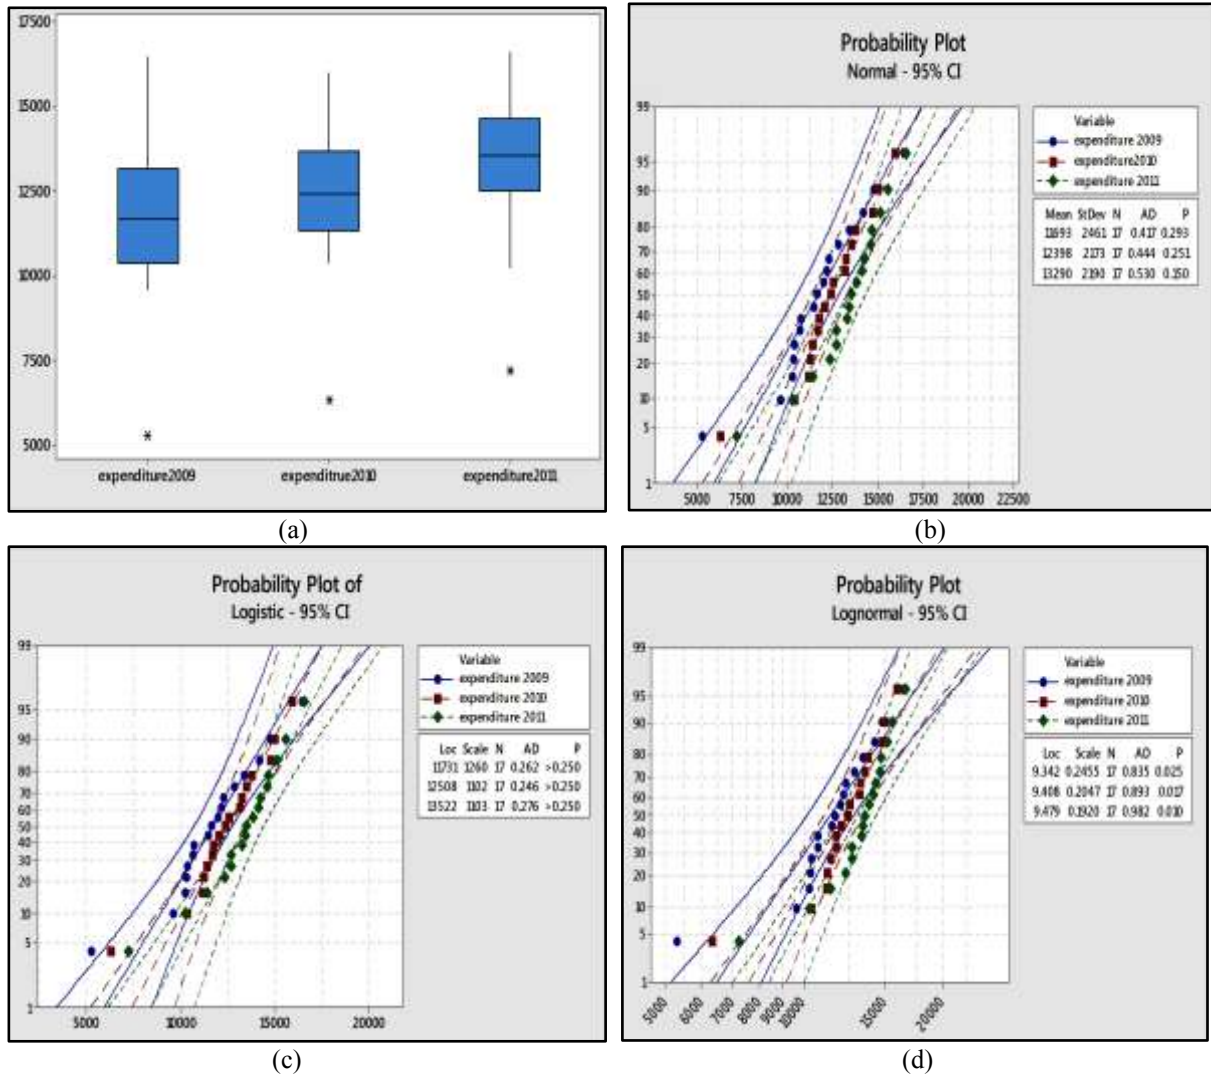 17500
15000
12500
10000
7500
5000
*
*
*
expenditure2009 expenditrue2010 expenditure2011
(a)
Probability Plot
Normal - 95% CI
99
95
90
80
70
60
50
40
30
20
10
5
1
5000 7500 10000 12500 15000 17500 20000 22500
Variable
expenditure 2009
expenditure2010
expenditure 2011
Mean StDev N AD P
11693 2461 17 0.417 0.293
12398 2173 17 0.444 0.251
13290 2190 17 0.530 0.150
(b)
Probability Plot of
Logistic - 95% CI
99
95
90
80
70
60
50
40
30
20
10
5
1
5000 10000 15000 20000
Variable
expenditure 2009
expenditure 2010
expenditure 2011
Loc Scale N AD P
11731 1260 17 0.262 >0.250
12508 1102 17 0.246 >0.250
13522 1103 17 0.276 >0.250
(c)
Probability Plot
Lognormal - 95% CI
99
95
90
80
70
60
50
40
30
20
10
5
1
5000 6000 7000 8000 9000 10000 15000 20000
Variable
expenditure 2009
expenditure 2010
expenditure 2011
Loc Scale N AD P
9.342 0.2455 17 0.835 0.025
9.408 0.2047 17 0.893 0.017
9.479 0.1920 17 0.982 0.010
(d)